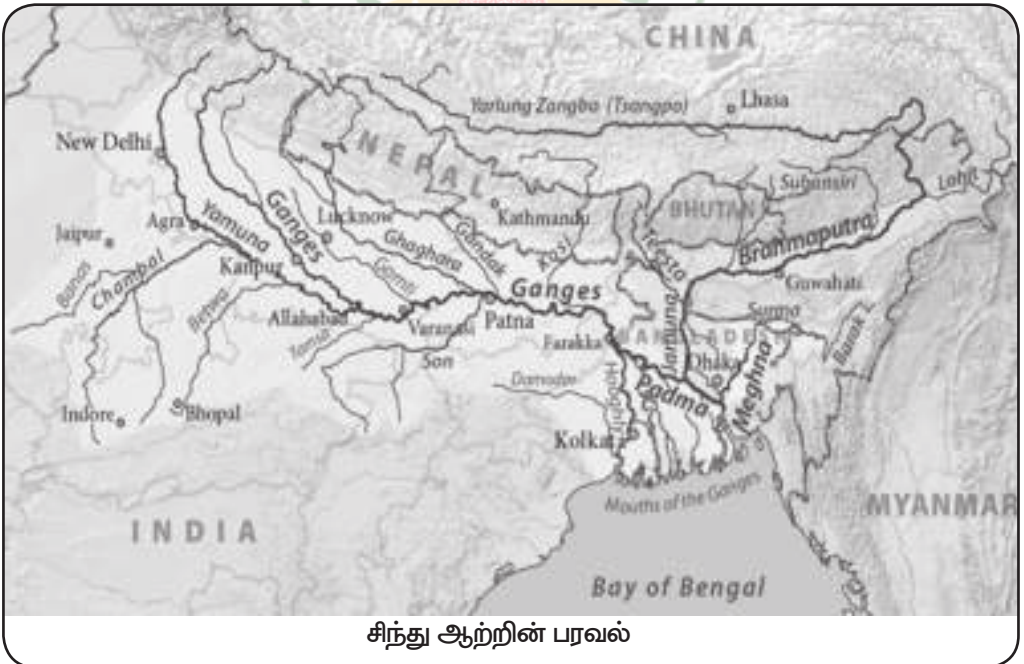 CHINA
Yarlung Zangbo (Tsangpo)
Lhasa
New Delhi
NEPAL
Subansiri
Lohit
BHUTAN
Agra
Yamuna
Ganges
Lucknow
Kathmandu
Jaipur
Ghaghara
Gandak
Kosi
Teesta
Brahmaputra
Banas
Chambal
Kanpur
Gomti
Ganges
Guwahati
Betwa
Allahabad
Varanasi
Patna
Jamuna
Surma
Tamsa
Son
Farakka
BANGLADESH
Barak
Dhaka
Damodar
Hooghly
Padma
Meghna
Indore
Bhopal
Kolkata
Mouths of the Ganges
INDIA
MYANMAR
Bay of Bengal
சிந்து ஆற்றின் பரவல்